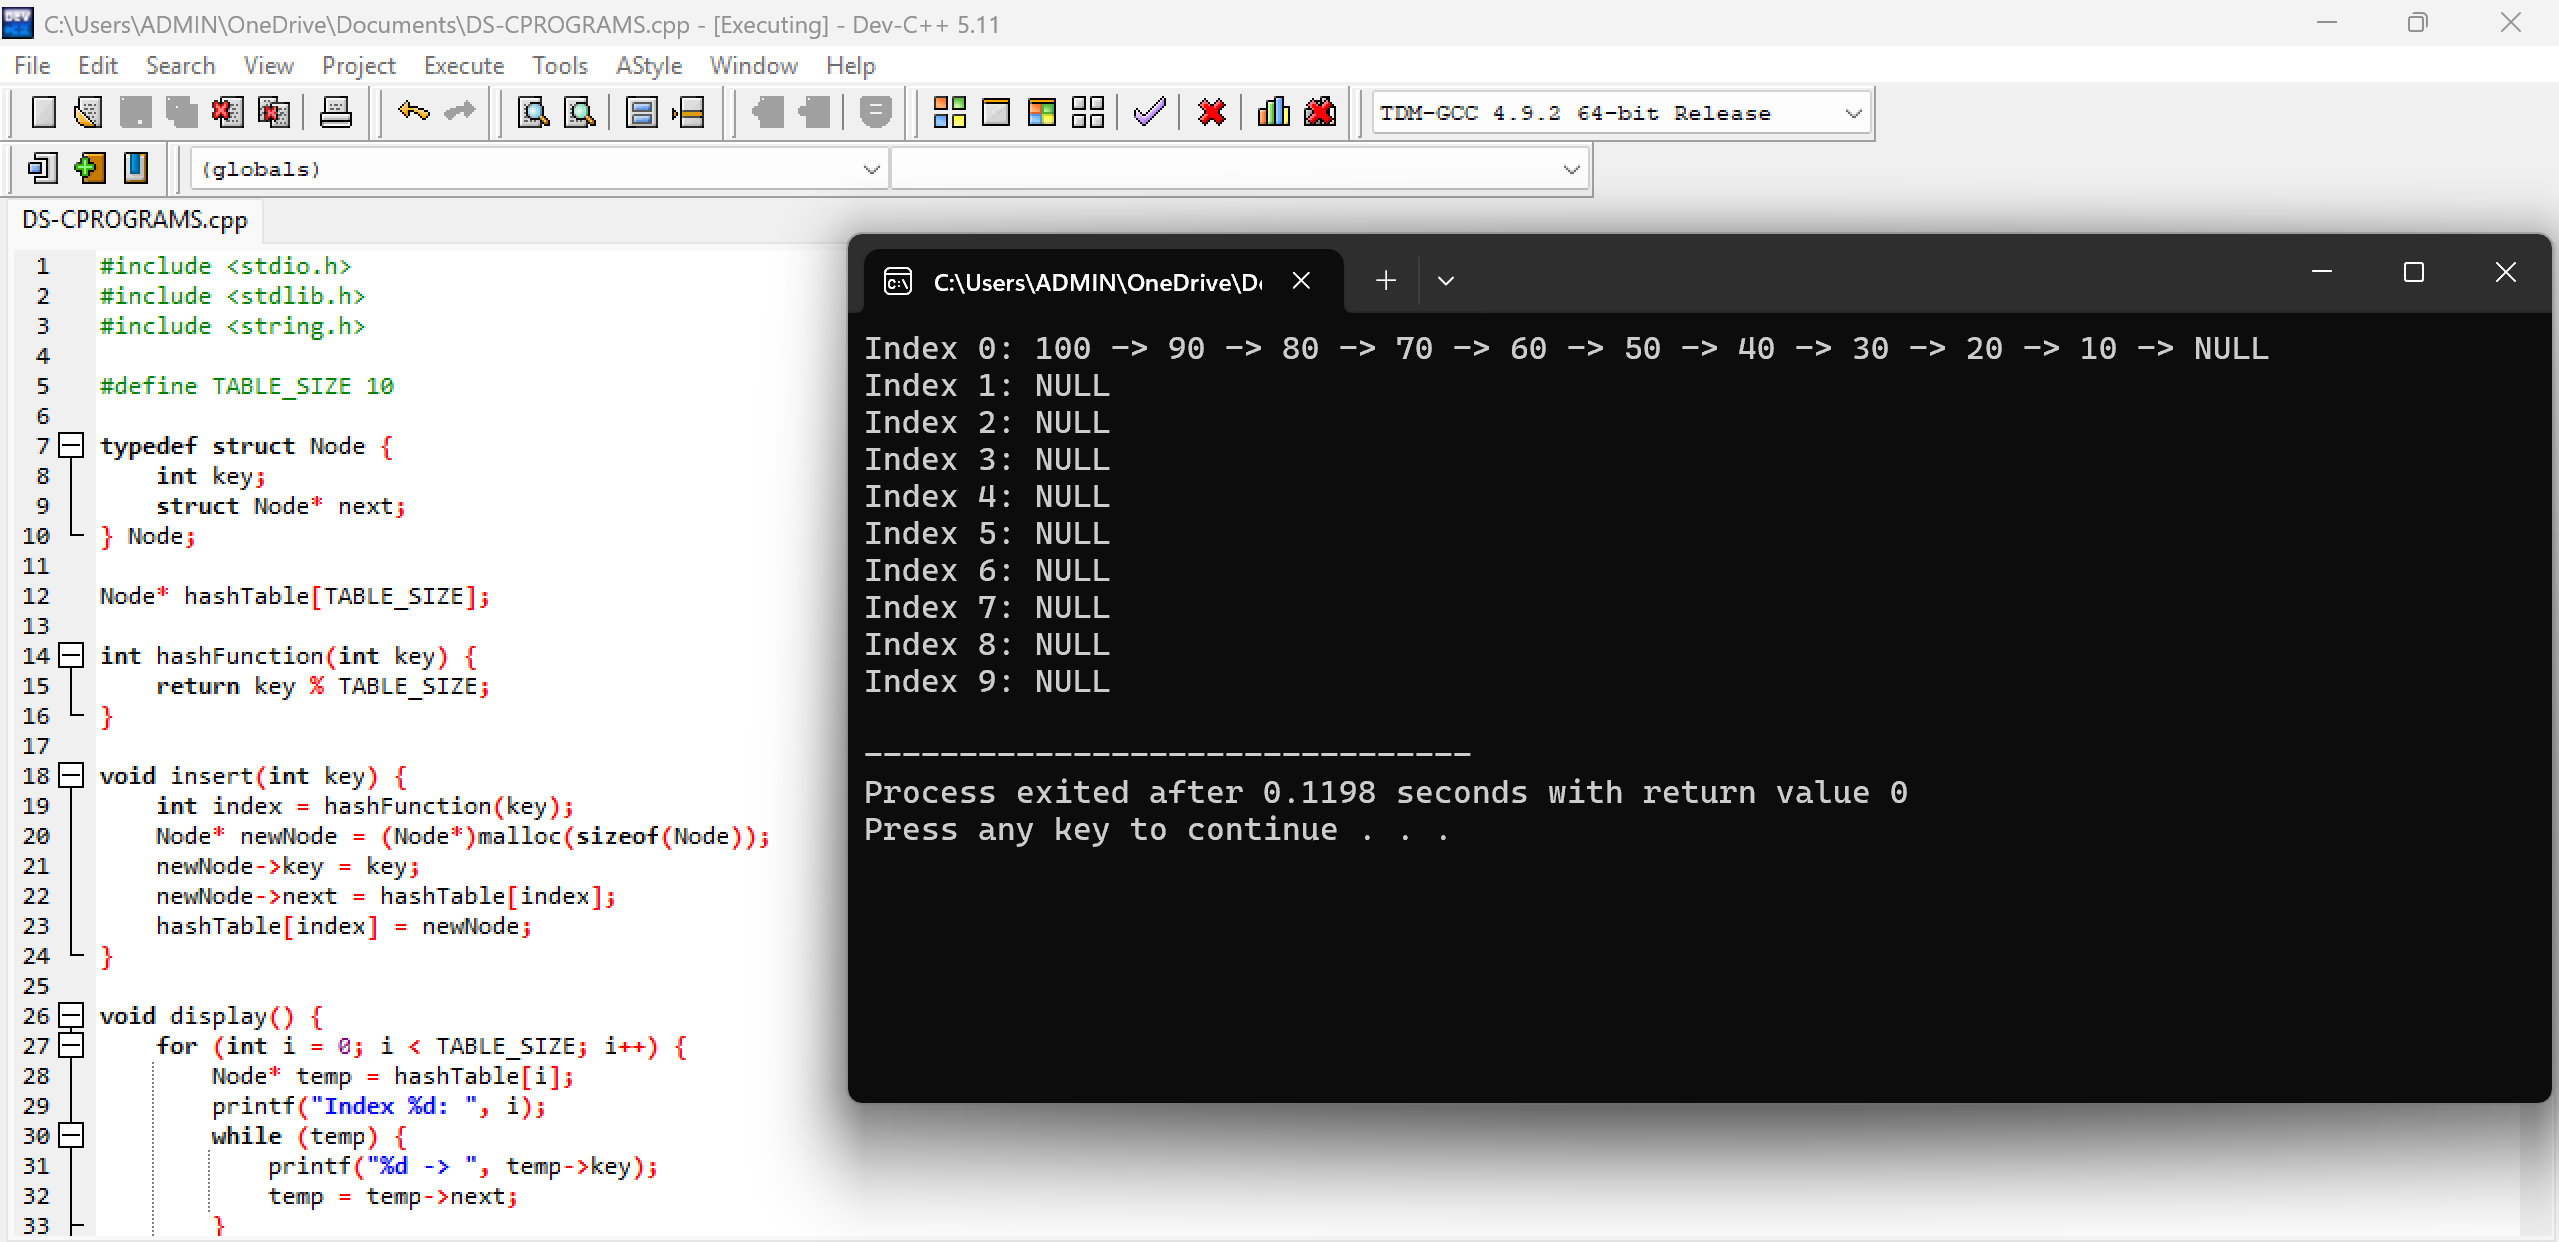 C:\Users\ADMIN\OneDrive\Documents\DS-CPROGRAMS.cpp - [Executing] - Dev-C++ 5.11
File Edit Search View Project Execute Tools AStyle Window Help
TDM-GCC 4.9.2 64-bit Release
(globals)
DS-CPROGRAMS.cpp
1 #include <stdio.h>
2 #include <stdlib.h>
3 #include <string.h>
4
5 #define TABLE_SIZE 10
6
7 typedef struct Node {
8     int key;
9     struct Node* next;
10 } Node;
11
12 Node* hashTable[TABLE_SIZE];
13
14 int hashFunction(int key) {
15     return key % TABLE_SIZE;
16 }
17
18 void insert(int key) {
19     int index = hashFunction(key);
20     Node* newNode = (Node*)malloc(sizeof(Node));
21     newNode->key = key;
22     newNode->next = hashTable[index];
23     hashTable[index] = newNode;
24 }
25
26 void display() {
27     for (int i = 0; i < TABLE_SIZE; i++) {
28         Node* temp = hashTable[i];
29         printf("Index %d: ", i);
30         while (temp) {
31             printf("%d -> ", temp->key);
32             temp = temp->next;
33         }
C:\Users\ADMIN\OneDrive\D
Index 0: 100 -> 90 -> 80 -> 70 -> 60 -> 50 -> 40 -> 30 -> 20 -> 10 -> NULL
Index 1: NULL
Index 2: NULL
Index 3: NULL
Index 4: NULL
Index 5: NULL
Index 6: NULL
Index 7: NULL
Index 8: NULL
Index 9: NULL
--------------------------------
Process exited after 0.1198 seconds with return value 0
Press any key to continue . . .